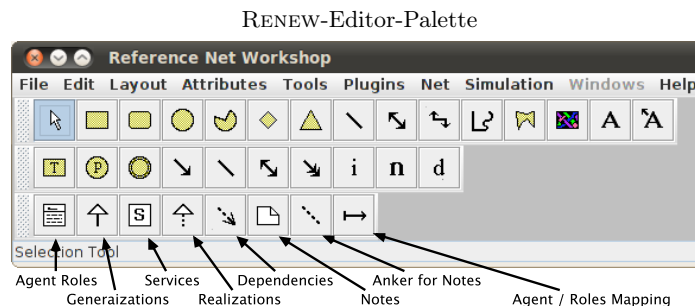 RENEW-Editor-Palette
Reference Net Workshop
File Edit Layout Attributes Tools Plugins Net Simulation Windows Help
A A
T P i n d
S
Selection Tool
Agent Roles Services Dependencies Anker for Notes
Generaizations Realizations Notes Agent / Roles Mapping